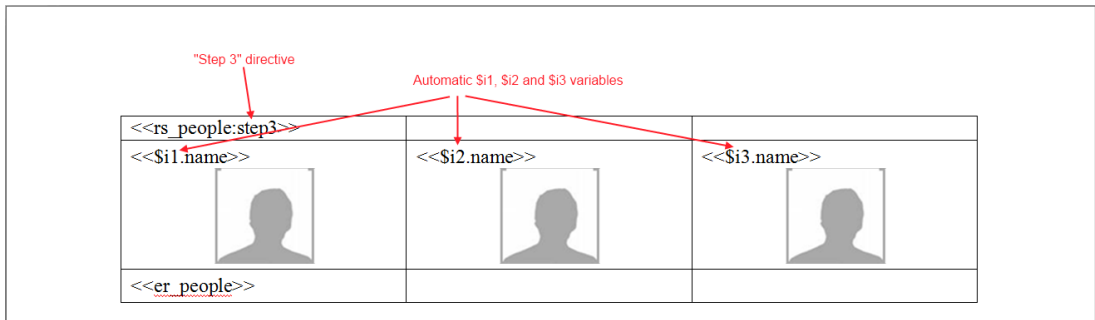 "Step 3" directive
Automatic $i1, $i2 and $i3 variables
<<rs_people:step3>>
<<$i1.name>> <<$i2.name>> <<$i3.name>>
<<er_people>>